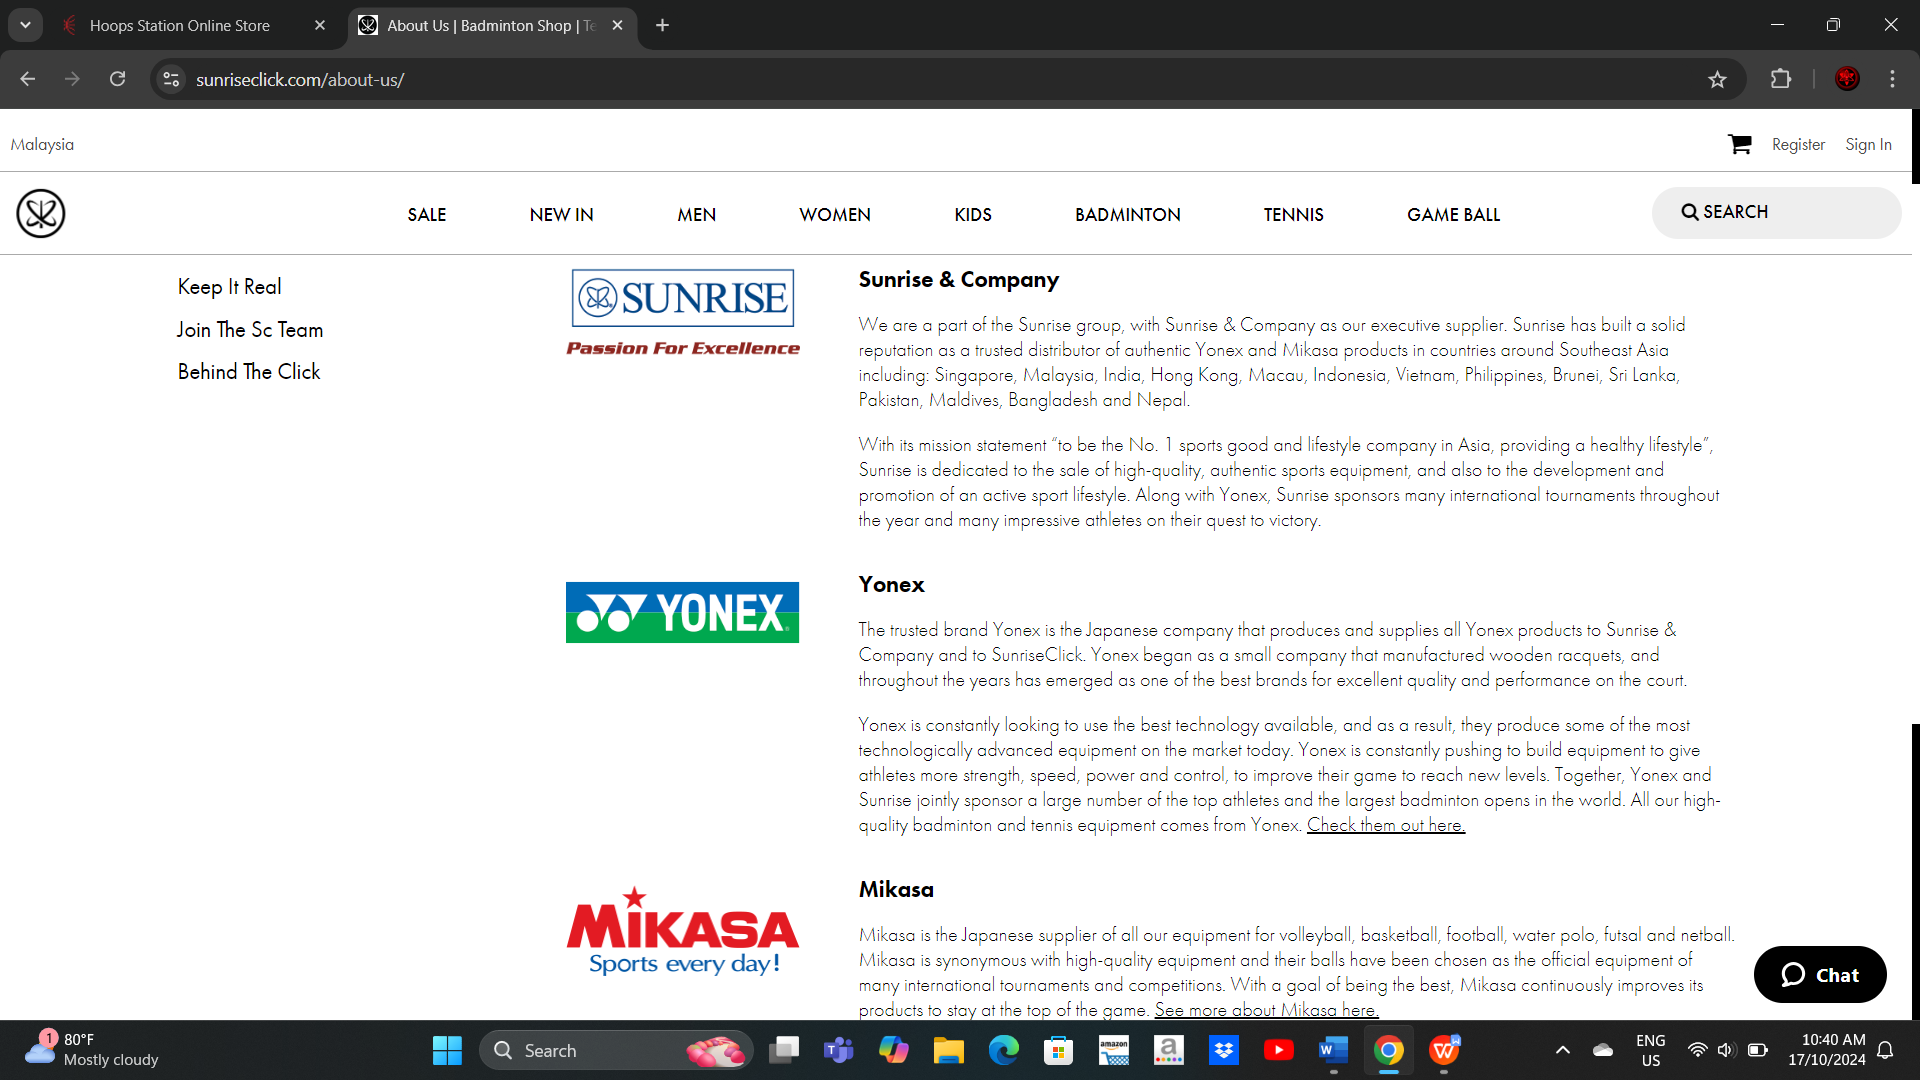 Hoops Station Online Store
About Us | Badminton Shop | Te
sunriseclick.com/about-us/
Malaysia
Register
Sign In
SALE
NEW IN
MEN
WOMEN
KIDS
BADMINTON
TENNIS
GAME BALL
SEARCH
Keep It Real
Join The Sc Team
Behind The Click
SUNRISE
Passion For Excellence
Sunrise & Company
We are a part of the Sunrise group, with Sunrise & Company as our executive supplier. Sunrise has built a solid
reputation as a trusted distributor of authentic Yonex and Mikasa products in countries around Southeast Asia
including: Singapore, Malaysia, India, Hong Kong, Macau, Indonesia, Vietnam, Philippines, Brunei, Sri Lanka,
Pakistan, Maldives, Bangladesh and Nepal.
With its mission statement “to be the No. 1 sports good and lifestyle company in Asia, providing a healthy lifestyle”,
Sunrise is dedicated to the sale of high-quality, authentic sports equipment, and also to the development and
promotion of an active sport lifestyle. Along with Yonex, Sunrise sponsors many international tournaments throughout
the year and many impressive athletes on their quest to victory.
YONEX
Yonex
The trusted brand Yonex is the Japanese company that produces and supplies all Yonex products to Sunrise &
Company and to SunriseClick. Yonex began as a small company that manufactured wooden racquets, and
throughout the years has emerged as one of the best brands for excellent quality and performance on the court.
Yonex is constantly looking to use the best technology available, and as a result, they produce some of the most
technologically advanced equipment on the market today. Yonex is constantly pushing to build equipment to give
athletes more strength, speed, power and control, to improve their game to reach new levels. Together, Yonex and
Sunrise jointly sponsor a large number of the top athletes and the largest badminton opens in the world. All our high-
quality badminton and tennis equipment comes from Yonex. Check them out here.
MIKASA
Sports every day!
Mikasa
Mikasa is the Japanese supplier of all our equipment for volleyball, basketball, football, water polo, futsal and netball.
Mikasa is synonymous with high-quality equipment and their balls have been chosen as the official equipment of
many international tournaments and competitions. With a goal of being the best, Mikasa continuously improves its
products to stay at the top of the game. See more about Mikasa here.
Chat
1
80°F
Mostly cloudy
Search
amazon
a
W
W
ENG
US
10:40 AM
17/10/2024